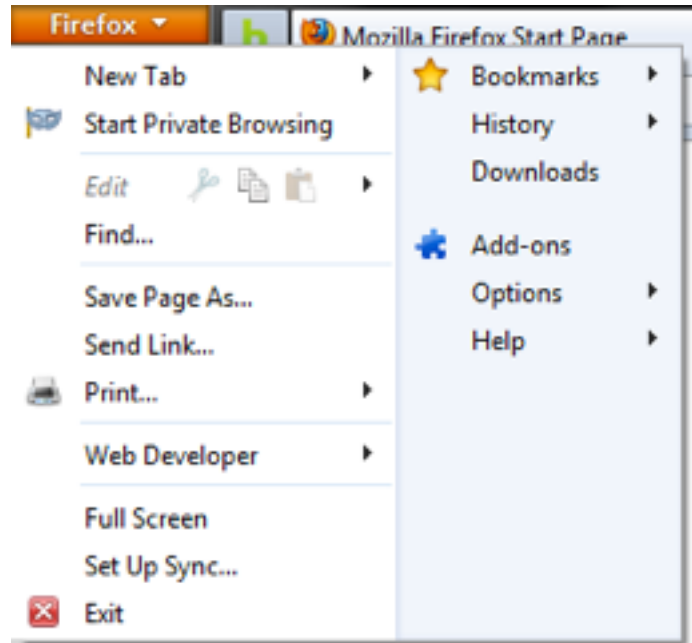 Firefox
Mozilla Firefox Start Page
New Tab
Start Private Browsing
Edit
Find...
Save Page As...
Send Link...
Print...
Web Developer
Full Screen
Set Up Sync...
Exit
Bookmarks
History
Downloads
Add-ons
Options
Help